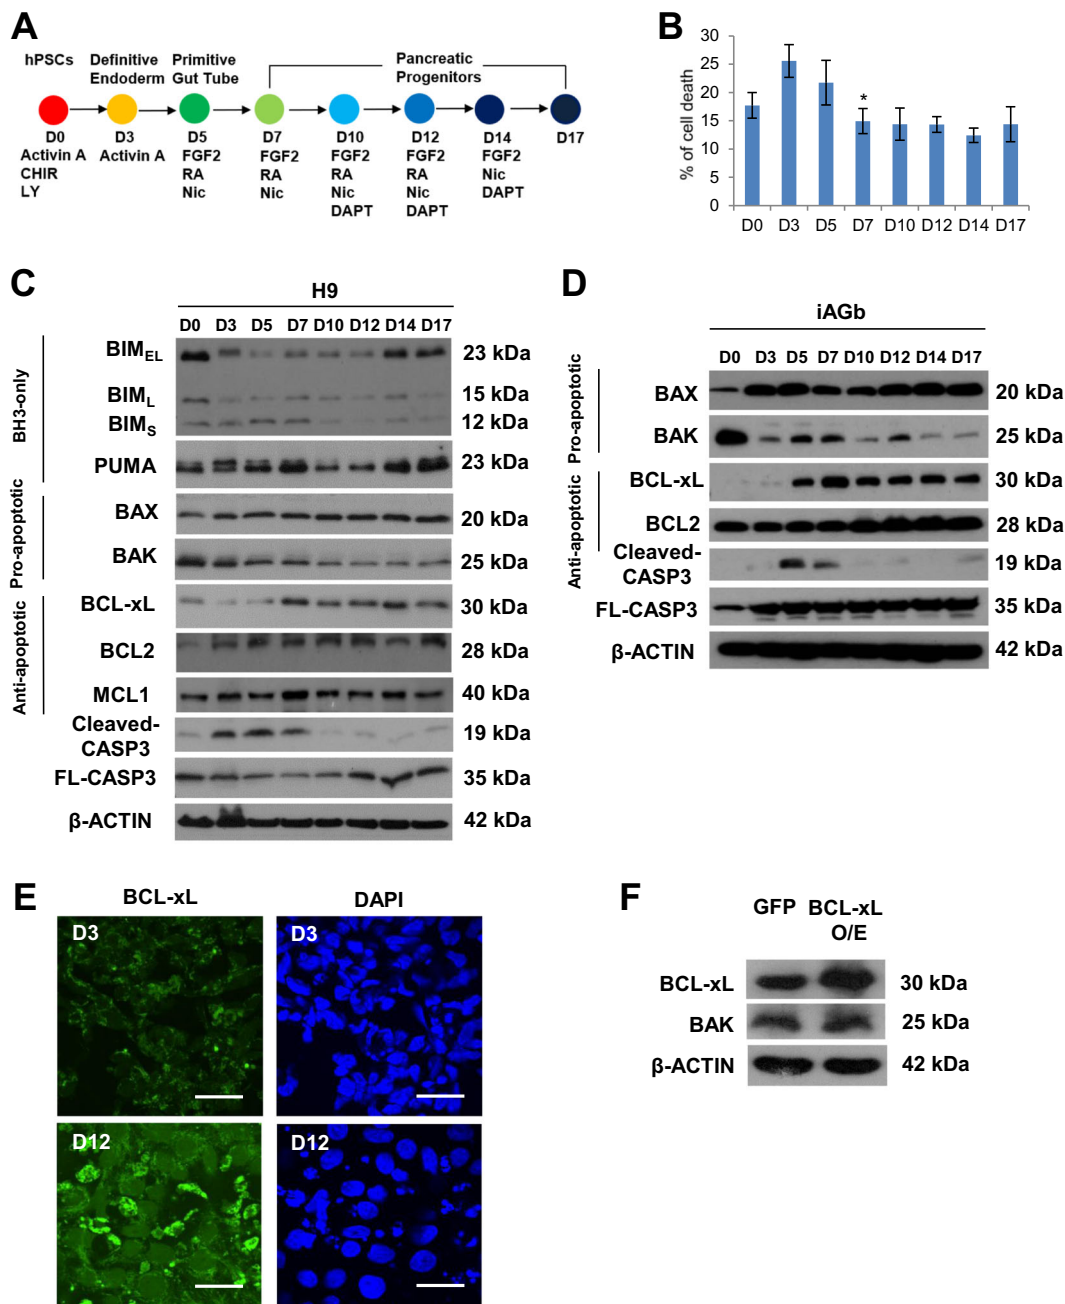 A
hPSCs
Definitive
Endoderm
Primitive
Gut Tube
Pancreatic
Progenitors
D0
D3
D5
D7
D10
D12
D14
D17
Activin A
CHIR
LY
Activin A
FGF2
RA
Nic
FGF2
RA
Nic
FGF2
RA
Nic
DAPT
FGF2
RA
Nic
DAPT
FGF2
Nic
DAPT
B
% of cell death
30
25
20
15
10
5
0
*
D0 D3 D5 D7 D10 D12 D14 D17
C
H9
D0 D3 D5 D7 D10 D12 D14 D17
BH3-only
BIMEL 23 kDa
BIML 15 kDa
BIMS 12 kDa
PUMA 23 kDa
Pro-apoptotic
BAX 20 kDa
BAK 25 kDa
Anti-apoptotic
BCL-xL 30 kDa
BCL2 28 kDa
MCL1 40 kDa
Cleaved-
CASP3 19 kDa
FL-CASP3 35 kDa
β-ACTIN 42 kDa
D
iAGb
D0 D3 D5 D7 D10 D12 D14 D17
Pro-apoptotic
BAX 20 kDa
BAK 25 kDa
Anti-apoptotic
BCL-xL 30 kDa
BCL2 28 kDa
Cleaved-
CASP3 19 kDa
FL-CASP3 35 kDa
β-ACTIN 42 kDa
E
BCL-xL DAPI
D3 D3
D12 D12
F
GFP BCL-xL
O/E
BCL-xL 30 kDa
BAK 25 kDa
β-ACTIN 42 kDa